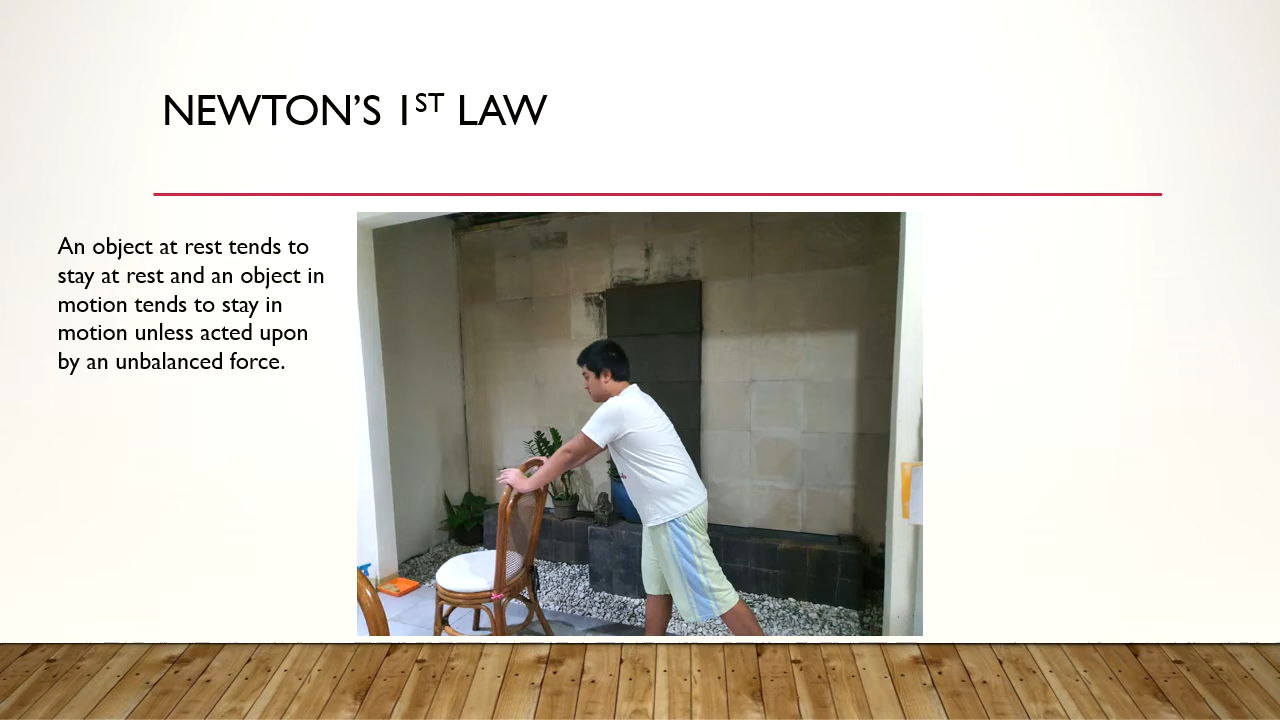 NEWTON'S 1ST LAW
An object at rest tends to
stay at rest and an object in
motion tends to stay in
motion unless acted upon
by an unbalanced force.